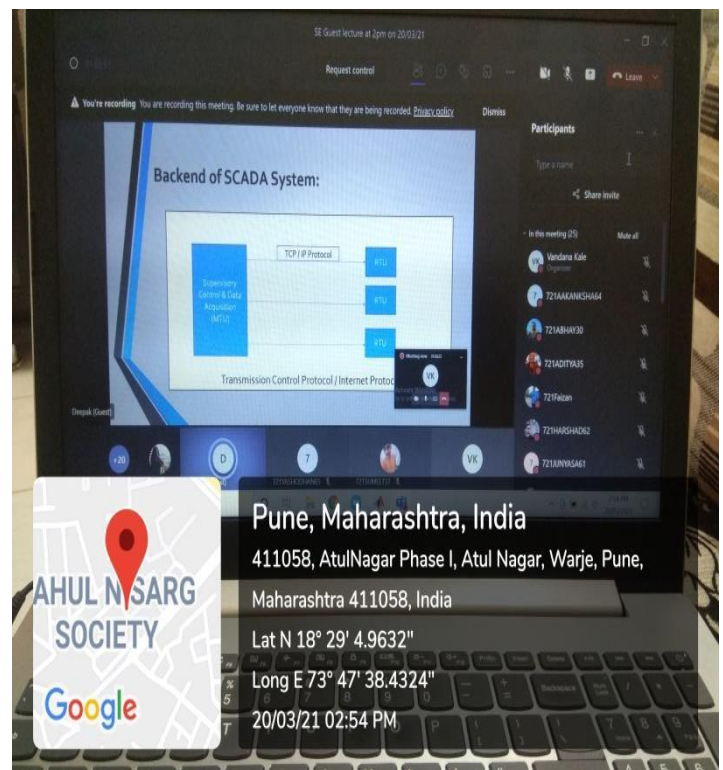 SE Guest lecture at 2pm on 20/03/21
Request control
Leave
You're recording You are recording this meeting. Be sure to let everyone know that they are being recorded. Privacy policy
Dismiss
Participants
Type a name
Share invite
In this meeting (25)
Mute all
VK
Vandana Kale
Organizer
7
721AAKANKSHA64
721ABHAY30
721ADITYA35
721Faizan
721HARSHAD62
7
721JUNYASA61
Backend of SCADA System:
Supervisory
Control & Data
Acquisition
(MTU)
TCP / IP Protocol
RTU
RTU
RTU
Transmission Control Protocol / Internet Protoc
VK
Deepak (Guest)
+20
D
7
VK
AHUL NISARG
SOCIETY
Google
Pune, Maharashtra, India
411058, AtulNagar Phase I, Atul Nagar, Warje, Pune,
Maharashtra 411058, India
Lat N 18° 29' 4.9632"
Long E 73° 47' 38.4324"
20/03/21 02:54 PM